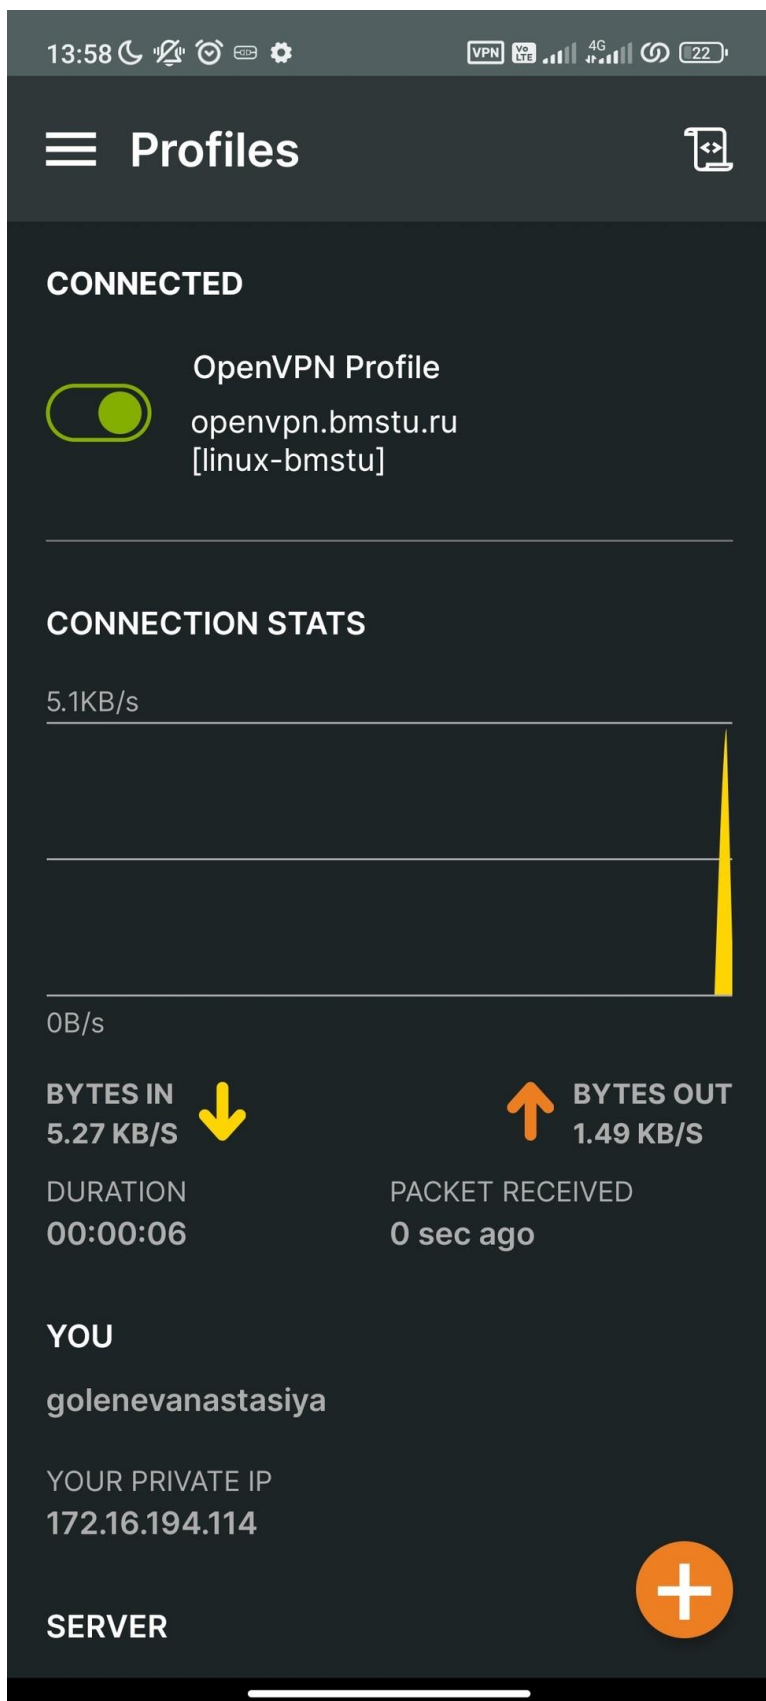 13:58 VPN Vo LTE 4G 22
Profiles
CONNECTED
OpenVPN Profile
openvpn.bmstu.ru
[linux-bmstu]
CONNECTION STATS
5.1KB/s
0B/s
BYTES IN BYTES OUT
5.27 KB/S 1.49 KB/S
DURATION PACKET RECEIVED
00:00:06 0 sec ago
YOU
golenevanastasiya
YOUR PRIVATE IP
172.16.194.114
SERVER